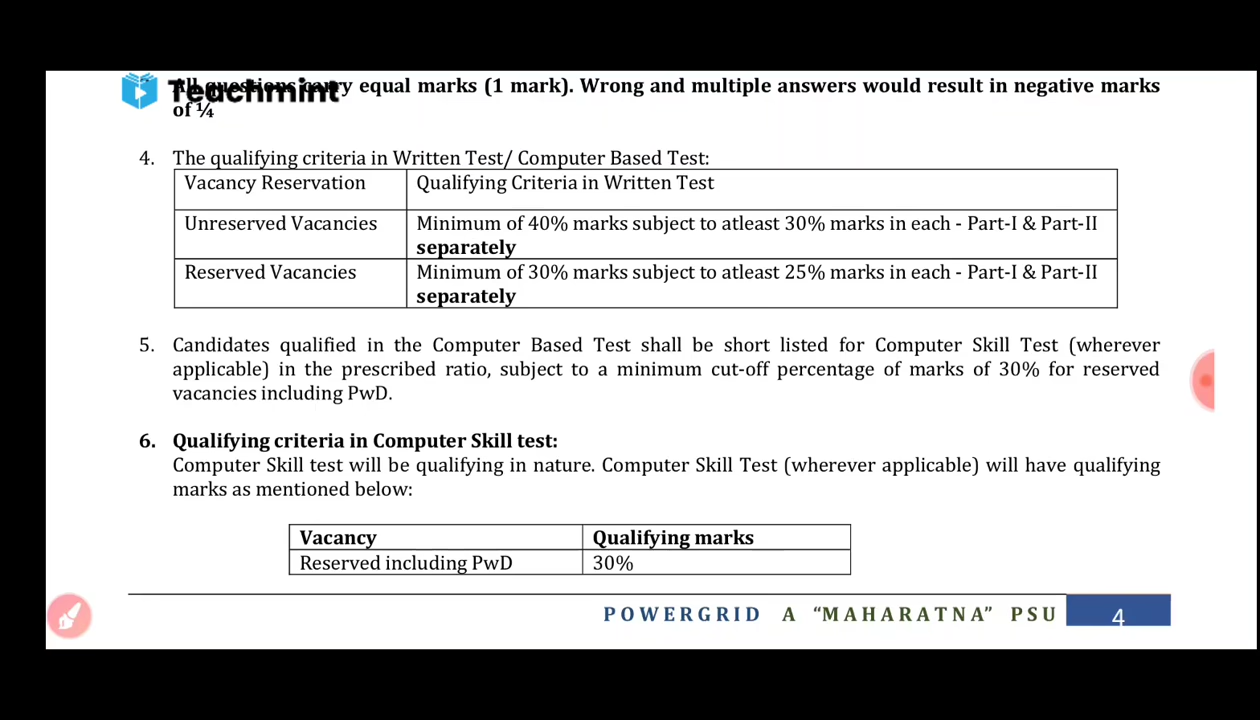 Teachmint
All questions carry equal marks (1 mark). Wrong and multiple answers would result in negative marks
of ¼
4. The qualifying criteria in Written Test/ Computer Based Test:
Vacancy Reservation Qualifying Criteria in Written Test
Unreserved Vacancies Minimum of 40% marks subject to atleast 30% marks in each - Part-I & Part-II
separately
Reserved Vacancies Minimum of 30% marks subject to atleast 25% marks in each - Part-I & Part-II
separately
5. Candidates qualified in the Computer Based Test shall be short listed for Computer Skill Test (wherever
applicable) in the prescribed ratio, subject to a minimum cut-off percentage of marks of 30% for reserved
vacancies including PwD.
6. Qualifying criteria in Computer Skill test:
Computer Skill test will be qualifying in nature. Computer Skill Test (wherever applicable) will have qualifying
marks as mentioned below:
Vacancy Qualifying marks
Reserved including PwD 30%
POWERGRID A “MAHARATNA” PSU 4